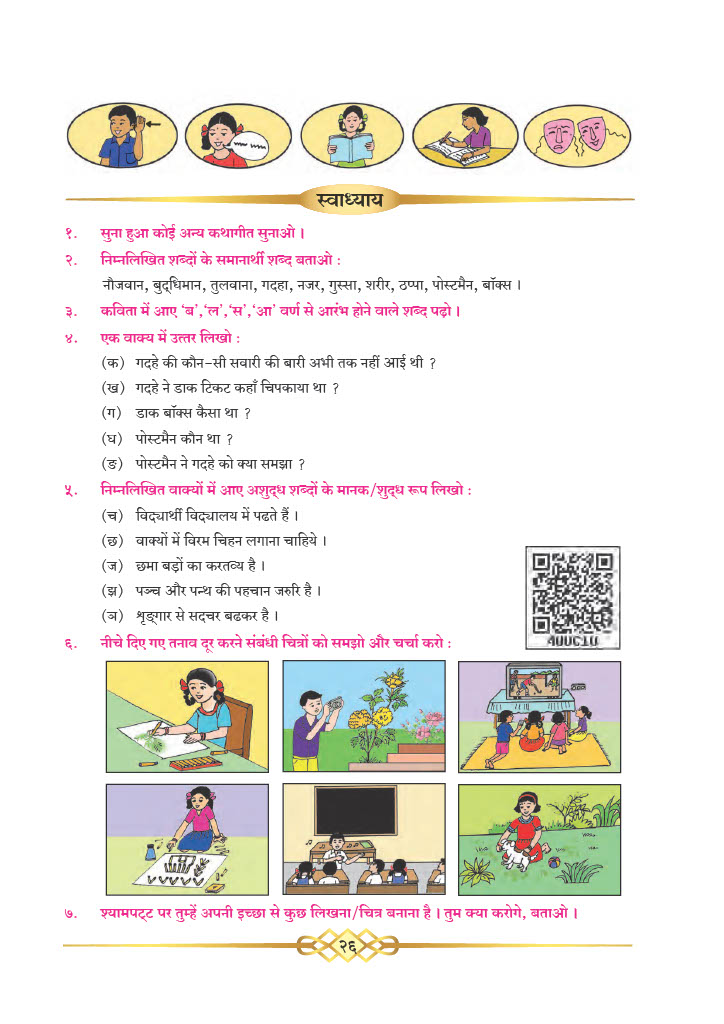 स्वाध्याय
१. सुना हुआ कोई अन्य कथागीत सुनाओ ।
२. निम्नलिखित शब्दों के समानार्थी शब्द बताओ :
नौजवान, बुद्‌धिमान, तुलवाना, गदहा, नजर, गुस्सा, शरीर, ठप्पा, पोस्टमैन, बॉक्स ।
३. कविता में आए ‘ब’,‘ल’,‘स’,‘आ’ वर्ण से आरंभ होने वाले शब्द पढ़ो ।
४. एक वाक्य में उत्तर लिखो :
(क) गदहे की कौन-सी सवारी की बारी अभी तक नहीं आई थी ?
(ख) गदहे ने डाक टिकट कहाँ चिपकाया था ?
(ग) डाक बॉक्स कैसा था ?
(घ) पोस्टमैन कौन था ?
(ङ) पोस्टमैन ने गदहे को क्या समझा ?
५. निम्नलिखित वाक्यों में आए अशुद्‌ध शब्दों के मानक/शुद्‌ध रूप लिखो :
(च) विद्यार्थी विद्यालय में पढते हैं ।
(छ) वाक्यों में विरम चिहन लगाना चाहिये ।
(ज) छमा बड़ों का करतव्य है ।
(झ) पञ्च और पन्थ की पहचान जरुरि है ।
(ञ) शृङ्गार से सदचर बढकर है ।
4UUC1U
६. नीचे दिए गए तनाव दूर करने संबंधी चित्रों को समझो और चर्चा करो :
७. श्यामपट्‌ट पर तुम्हें अपनी इच्छा से कुछ लिखना/चित्र बनाना है । तुम क्या करोगे, बताओ ।
२६